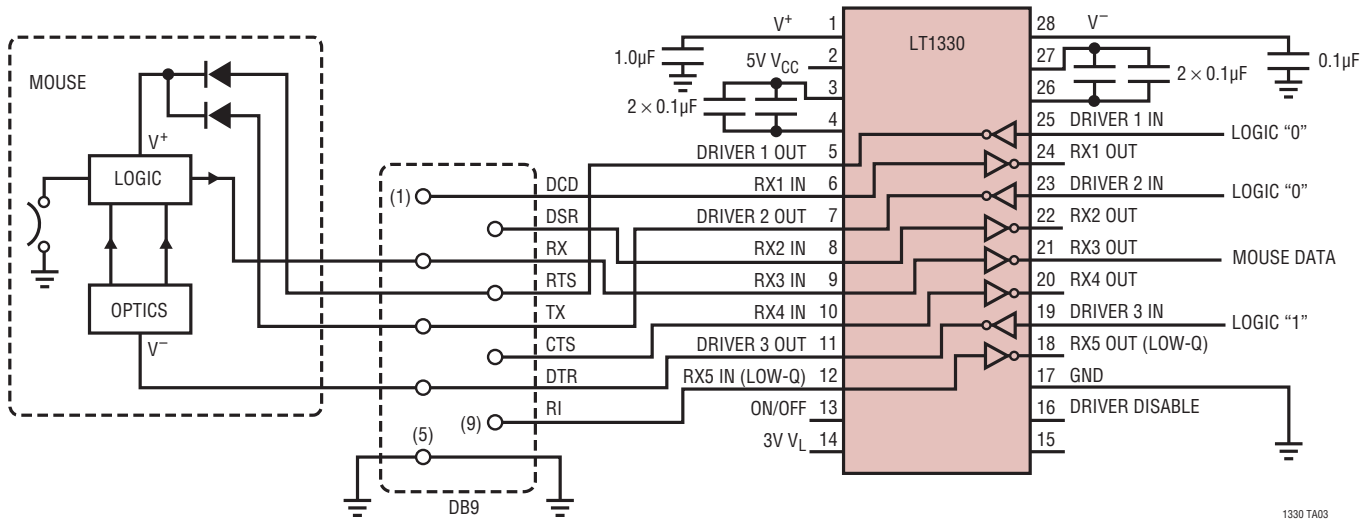 MOUSE
V+
LOGIC
OPTICS
V−
(1)
DCD
DSR
RX
RTS
TX
CTS
DTR
RI
(9)
(5)
DB9
1.0µF
V+ 1
5V VCC 2
2 × 0.1µF
3
4
DRIVER 1 OUT 5
RX1 IN 6
DRIVER 2 OUT 7
RX2 IN 8
RX3 IN 9
RX4 IN 10
DRIVER 3 OUT 11
RX5 IN (LOW-Q) 12
ON/OFF 13
3V VL 14
LT1330
28 V−
0.1µF
27
2 × 0.1µF
26
25 DRIVER 1 IN LOGIC “0”
24 RX1 OUT
23 DRIVER 2 IN LOGIC “0”
22 RX2 OUT
21 RX3 OUT MOUSE DATA
20 RX4 OUT
19 DRIVER 3 IN LOGIC “1”
18 RX5 OUT (LOW-Q)
17 GND
16 DRIVER DISABLE
15
1330 TA03